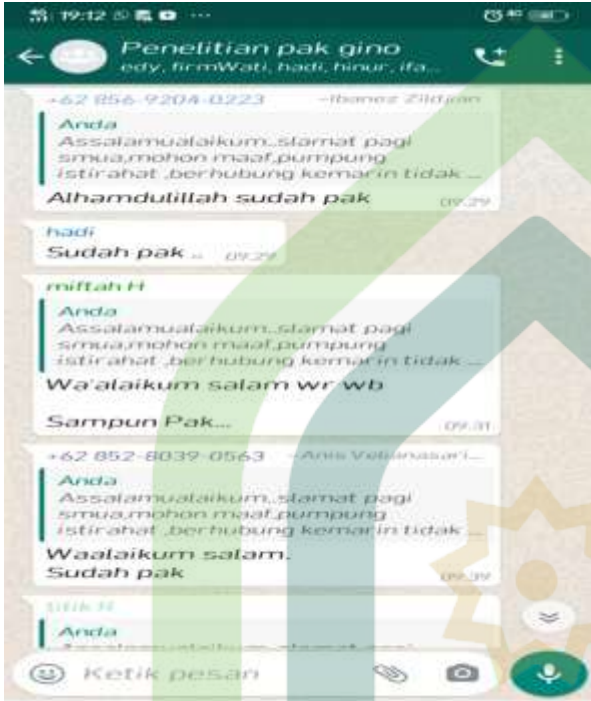 19:12
Penelitian pak gino
edy, firmWati, hadi, hinur, ifa...
+62 856-9204-0223 ~Ibanez Zildjian
Anda
Assalamualaikum..slamat pagi
smua,mohon maaf,pumpung
istirahat ,berhubung kemarin tidak ...
Alhamdulillah sudah pak 09.29
hadi
Sudah pak 09.29
miftah H
Anda
Assalamualaikum..slamat pagi
smua,mohon maaf,pumpung
istirahat ,berhubung kemarin tidak ...
Wa'alaikum salam wr wb
Sampun Pak... 09.31
+62 852-8039-0563 ~Anis
Anda
Assalamualaikum..slamat pagi
smua,mohon maaf,pumpung
istirahat ,berhubung kemarin tidak ...
Waalaikum salam.
Sudah pak 09.39
titik H
Anda
Ketik pesan